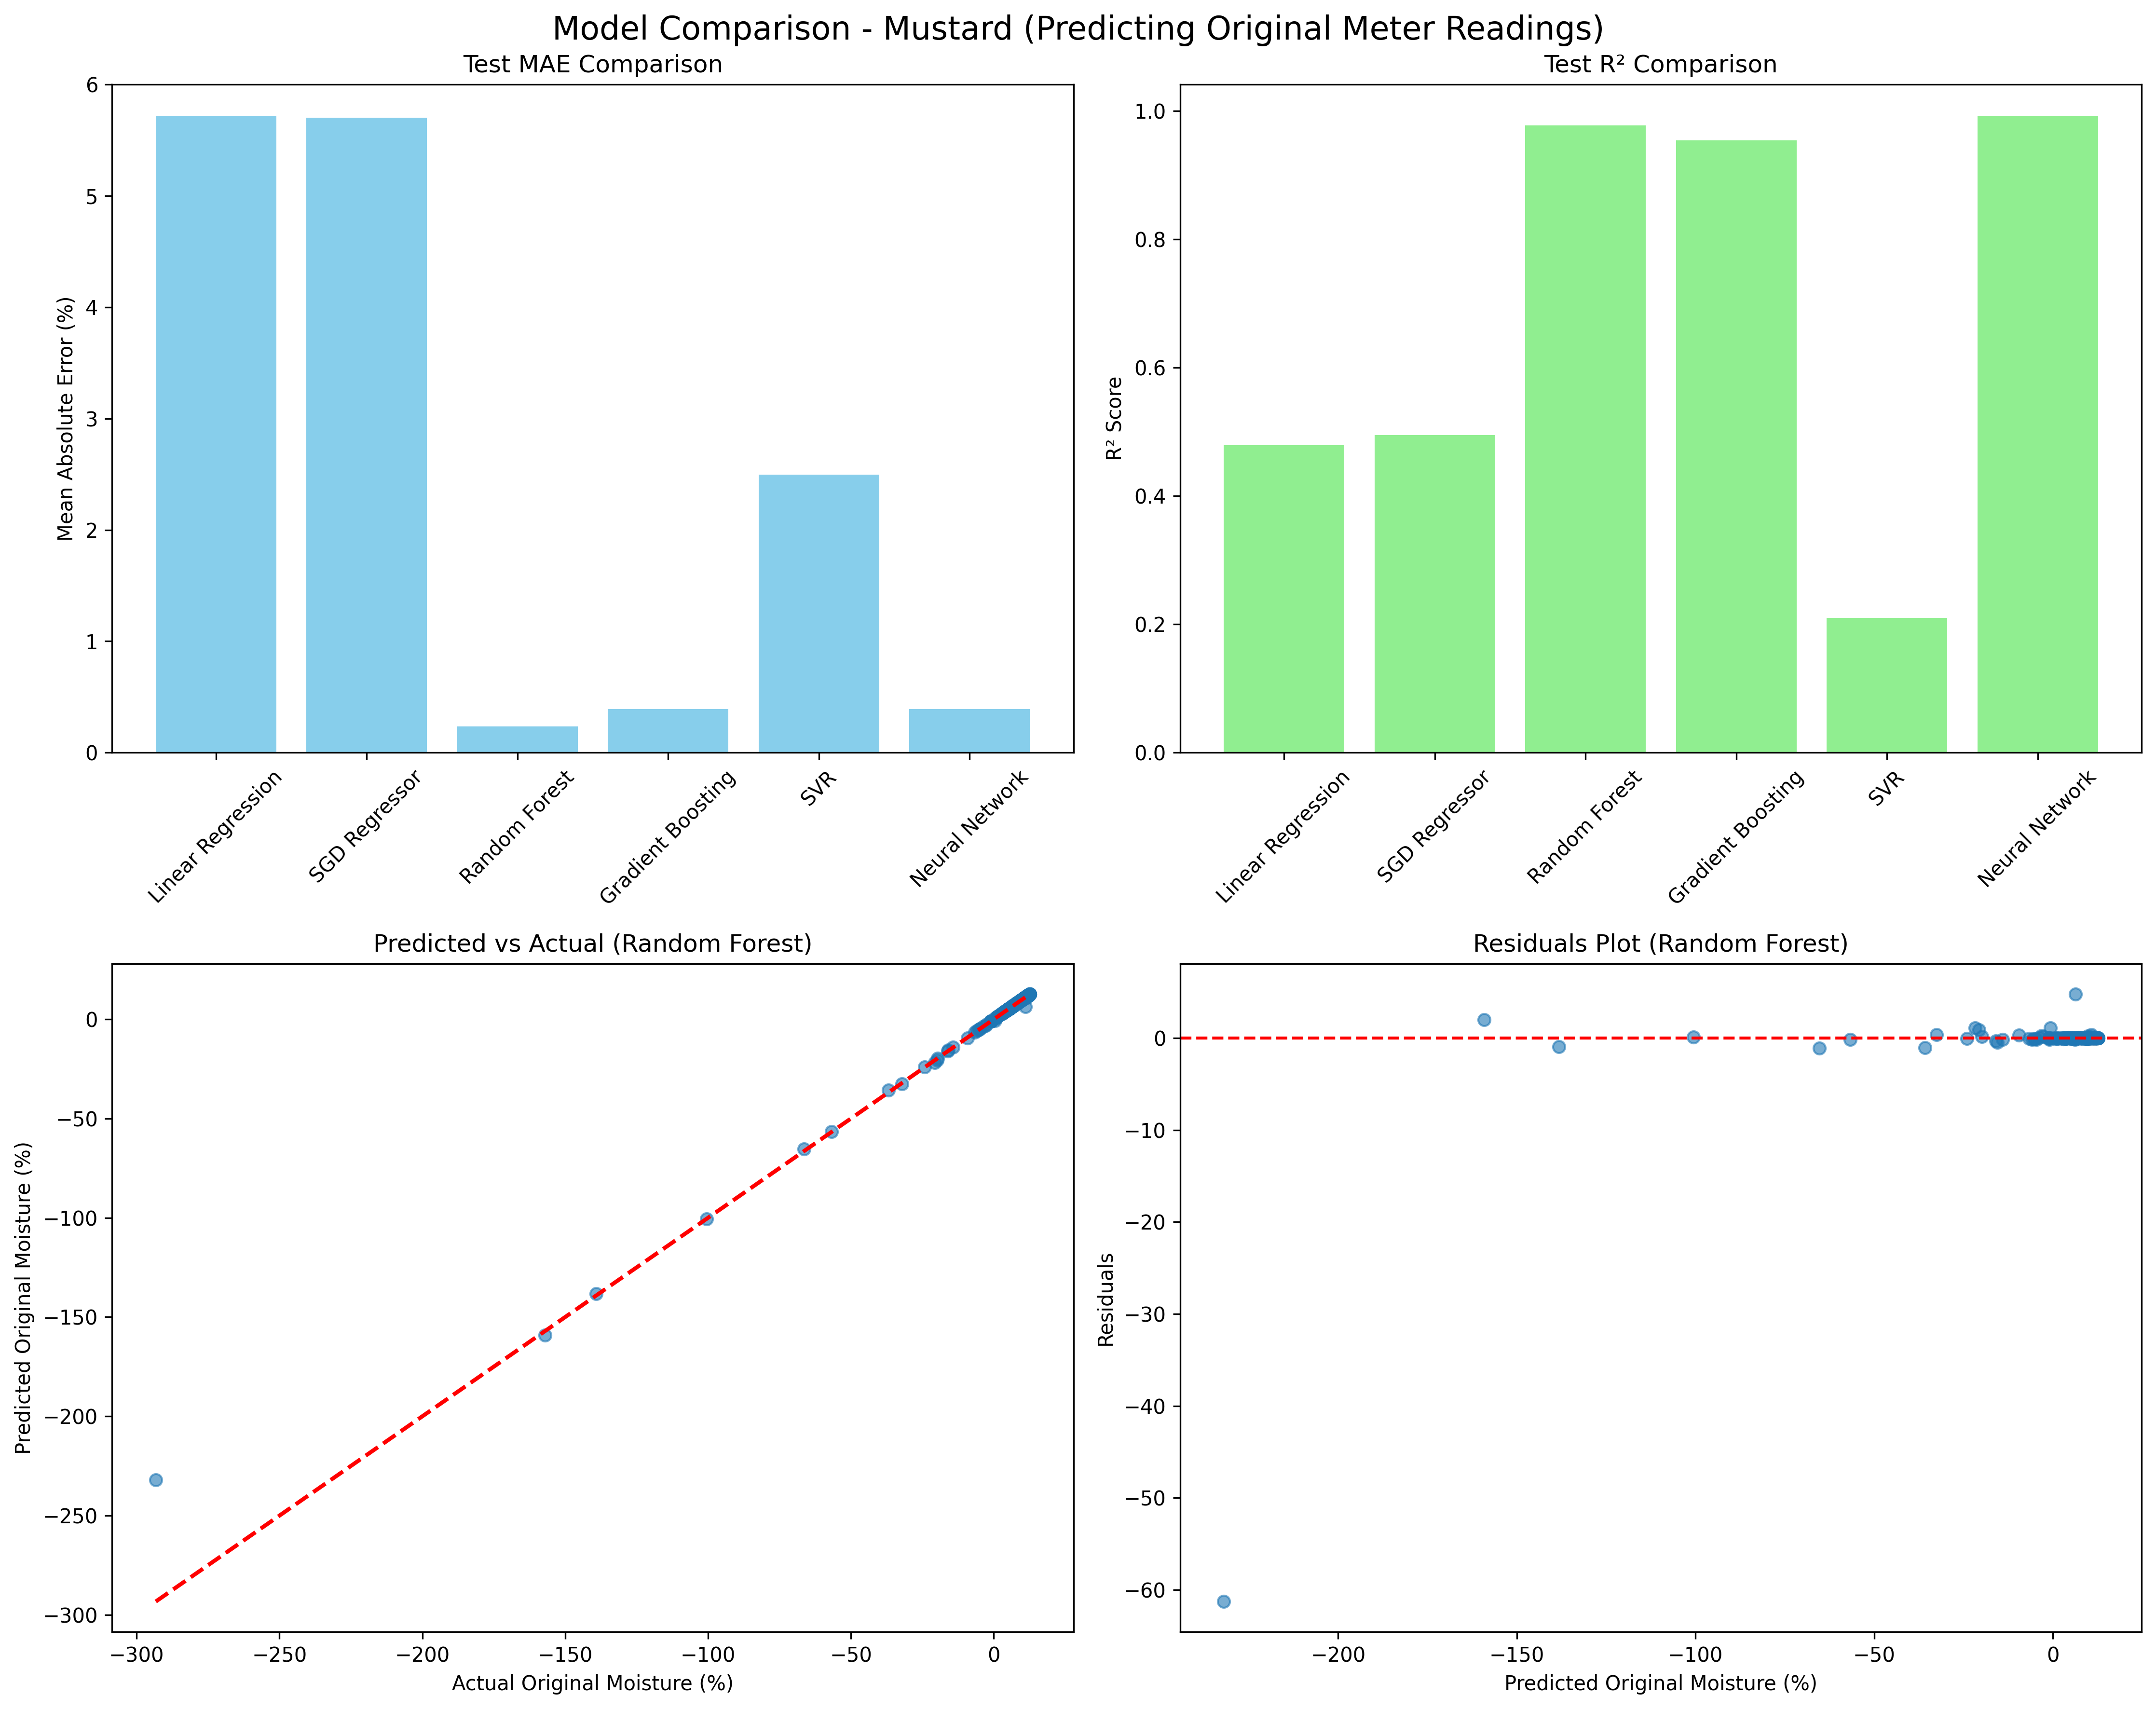 Model Comparison - Mustard (Predicting Original Meter Readings)
Test MAE Comparison
Mean Absolute Error (%)
6
5
4
3
2
1
0
Linear Regression
SGD Regressor
Random Forest
Gradient Boosting
SVR
Neural Network
Test R² Comparison
R² Score
1.0
0.8
0.6
0.4
0.2
0.0
Linear Regression
SGD Regressor
Random Forest
Gradient Boosting
SVR
Neural Network
Predicted vs Actual (Random Forest)
Predicted Original Moisture (%)
0
−50
−100
−150
−200
−250
−300
−300
−250
−200
−150
−100
−50
0
Actual Original Moisture (%)
Residuals Plot (Random Forest)
Residuals
0
−10
−20
−30
−40
−50
−60
−200
−150
−100
−50
0
Predicted Original Moisture (%)